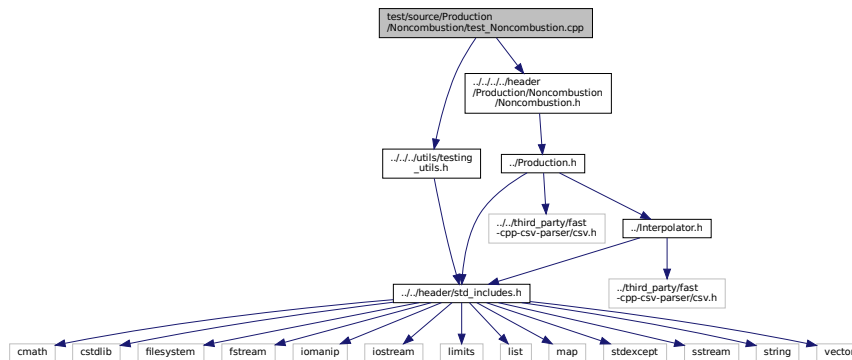 test/source/Production
/Noncombustion/test_Noncombustion.cpp
../../../../header
/Production/Noncombustion
/Noncombustion.h
../../../utils/testing
_utils.h
../Production.h
../../third_party/fast
-cpp-csv-parser/csv.h
../Interpolator.h
../third_party/fast
-cpp-csv-parser/csv.h
../../header/std_includes.h
cmath
cstdlib
filesystem
fstream
iomanip
iostream
limits
list
map
stdexcept
sstream
string
vector